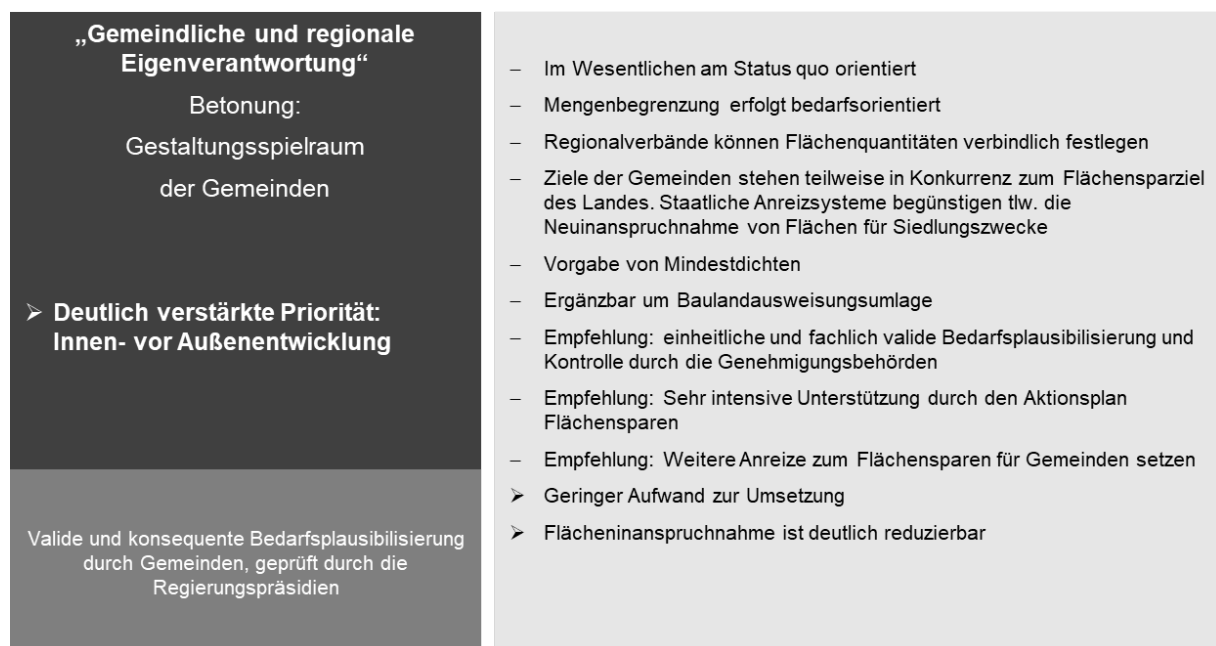 „Gemeindliche und regionale
Eigenverantwortung“
Betonung:
Gestaltungsspielraum
der Gemeinden
➢ Deutlich verstärkte Priorität:
Innen- vor Außenentwicklung
Valide und konsequente Bedarfsplausibilisierung
durch Gemeinden, geprüft durch die
Regierungspräsidien
– Im Wesentlichen am Status quo orientiert
– Mengenbegrenzung erfolgt bedarfsorientiert
– Regionalverbände können Flächenquantitäten verbindlich festlegen
– Ziele der Gemeinden stehen teilweise in Konkurrenz zum Flächensparziel
des Landes. Staatliche Anreizsysteme begünstigen tlw. die
Neuinanspruchnahme von Flächen für Siedlungszwecke
– Vorgabe von Mindestdichten
– Ergänzbar um Baulandausweisungsumlage
– Empfehlung: einheitliche und fachlich valide Bedarfsplausibilisierung und
Kontrolle durch die Genehmigungsbehörden
– Empfehlung: Sehr intensive Unterstützung durch den Aktionsplan
Flächensparen
– Empfehlung: Weitere Anreize zum Flächensparen für Gemeinden setzen
➢ Geringer Aufwand zur Umsetzung
➢ Flächeninanspruchnahme ist deutlich reduzierbar